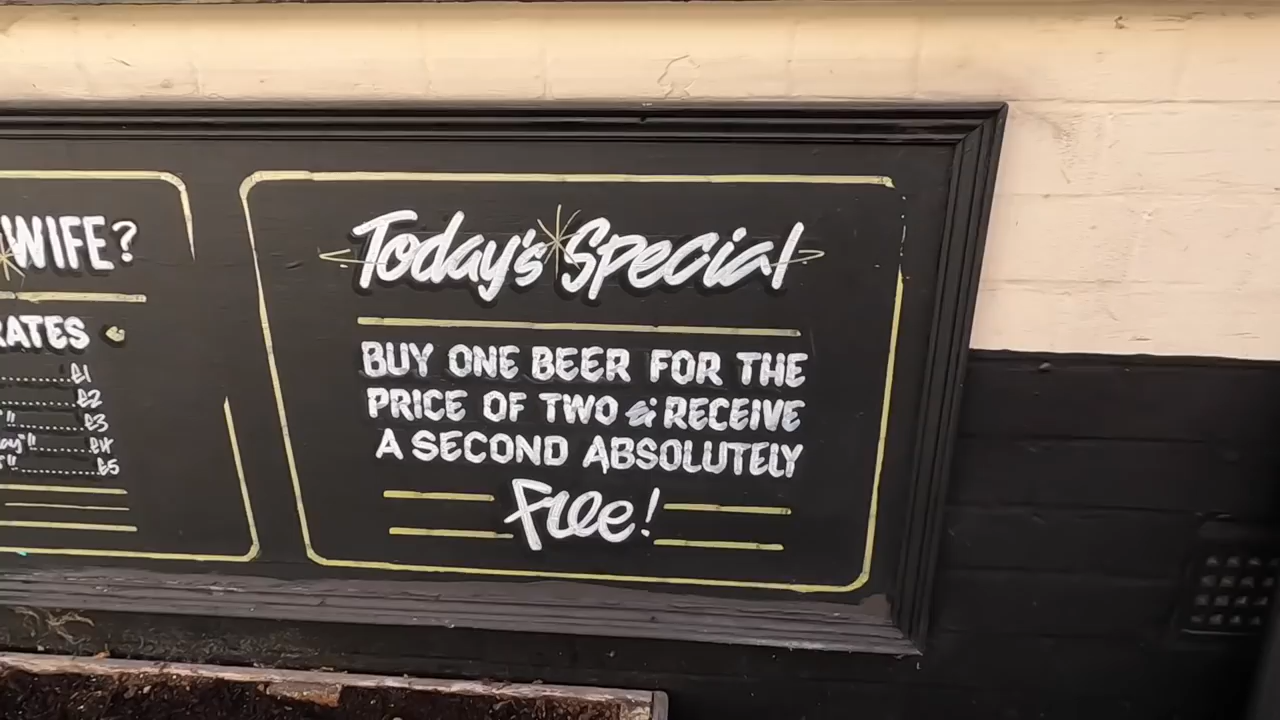 WIFE?
RATES
£1
£2
£3
£4
£5
Today's Special
BUY ONE BEER FOR THE
PRICE OF TWO & RECEIVE
A SECOND ABSOLUTELY
Free!